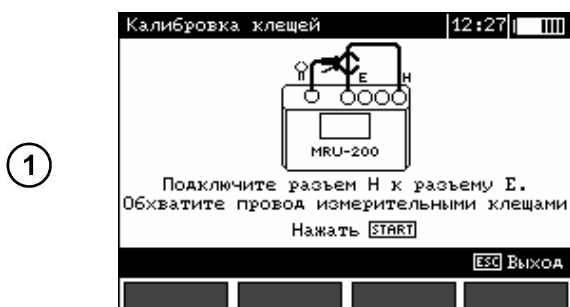 Калибровка клещей 12:27
E H
MRU-200
1
Подключите разъем H к разъему E.
Обхватите провод измерительными клещами
Нажать START
ESC Выход